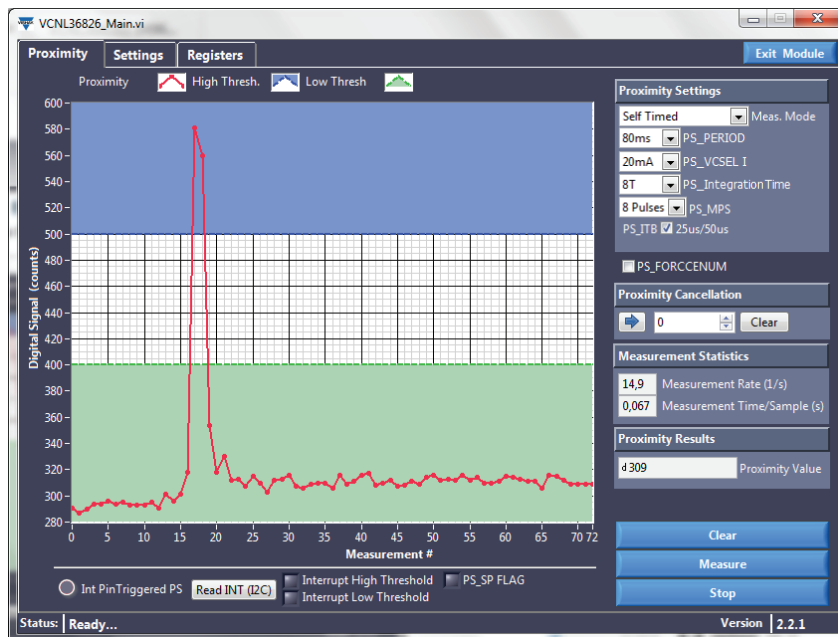 VCNL36826_Main.vi
Proximity Settings Registers
Exit Module
Proximity High Thresh. Low Thresh
600
580
560
540
520
500
480
460
440
420
400
380
360
340
320
300
280
Digital Signal (counts)
0 5 10 15 20 25 30 35 40 45 50 55 60 65 70 72
Measurement #
Proximity Settings
Self Timed Meas. Mode
80ms PS_PERIOD
20mA PS_VCSEL I
8T PS_IntegrationTime
8 Pulses PS_MPS
PS_ITB 25us/50us
PS_FORCCENUM
Proximity Cancellation
0 Clear
Measurement Statistics
14,9 Measurement Rate (1/s)
0,067 Measurement Time/Sample (s)
Proximity Results
d 309 Proximity Value
Clear
Measure
Stop
Int PinTriggered PS Read INT (I2C)
Interrupt High Threshold PS_SP FLAG
Interrupt Low Threshold
Status: Ready...
Version 2.2.1